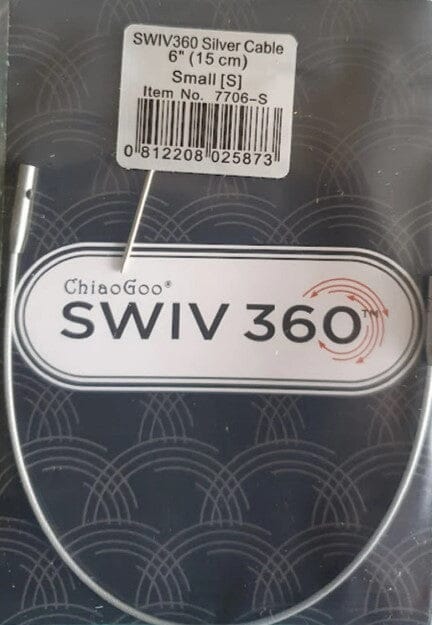 SWIV360 Silver Cable
6" (15 cm)
Small [S]
Item No. 7706-S
0 812208 025873
ChiaoGoo®
SWIV 360™